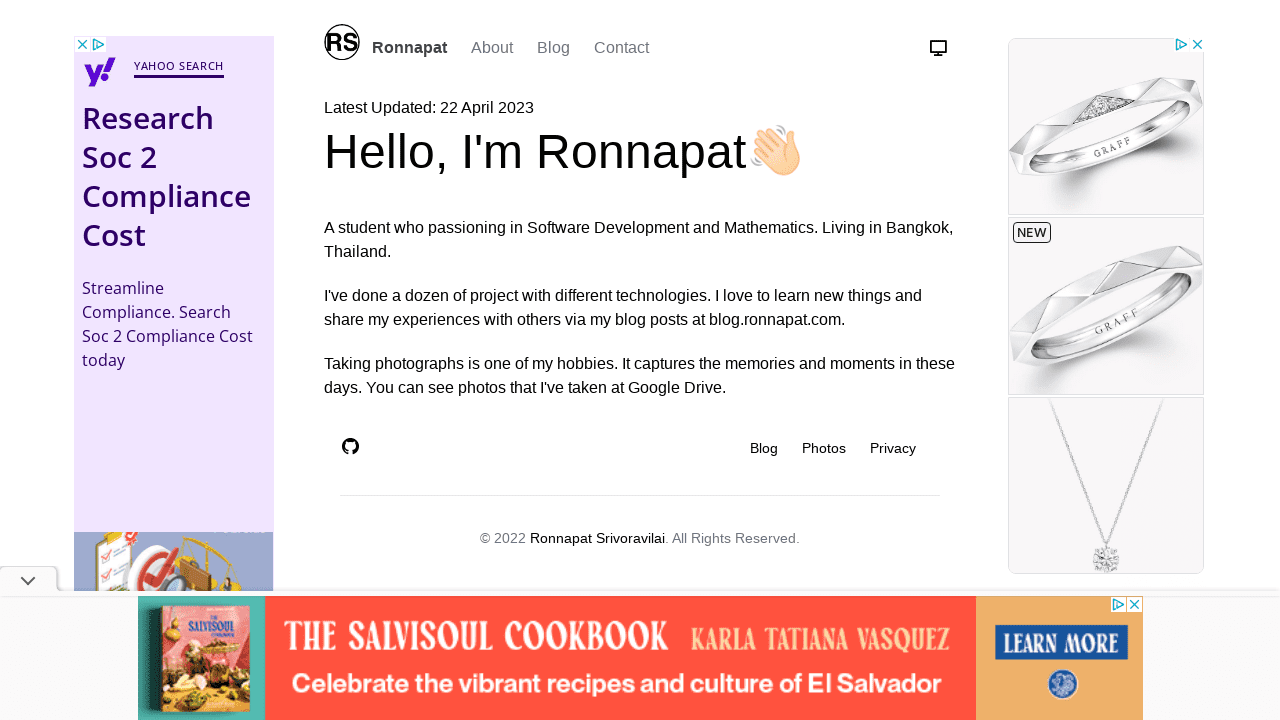 RS
Ronnapat About Blog Contact
Latest Updated: 22 April 2023
Hello, I'm Ronnapat
A student who passioning in Software Development and Mathematics. Living in Bangkok,
Thailand.
I've done a dozen of project with different technologies. I love to learn new things and
share my experiences with others via my blog posts at blog.ronnapat.com.
Taking photographs is one of my hobbies. It captures the memories and moments in these
days. You can see photos that I've taken at Google Drive.
Blog Photos Privacy
© 2022 Ronnapat Srivoravilai. All Rights Reserved.
y!
YAHOO SEARCH
Research
Soc 2
Compliance
Cost
Streamline
Compliance. Search
Soc 2 Compliance Cost
today
GRAFF
NEW
GRAFF
THE
SALVISOUL
COOKBOOK
THE SALVISOUL COOKBOOK KARLA TATIANA VASQUEZ
Celebrate the vibrant recipes and culture of El Salvador
LEARN MORE